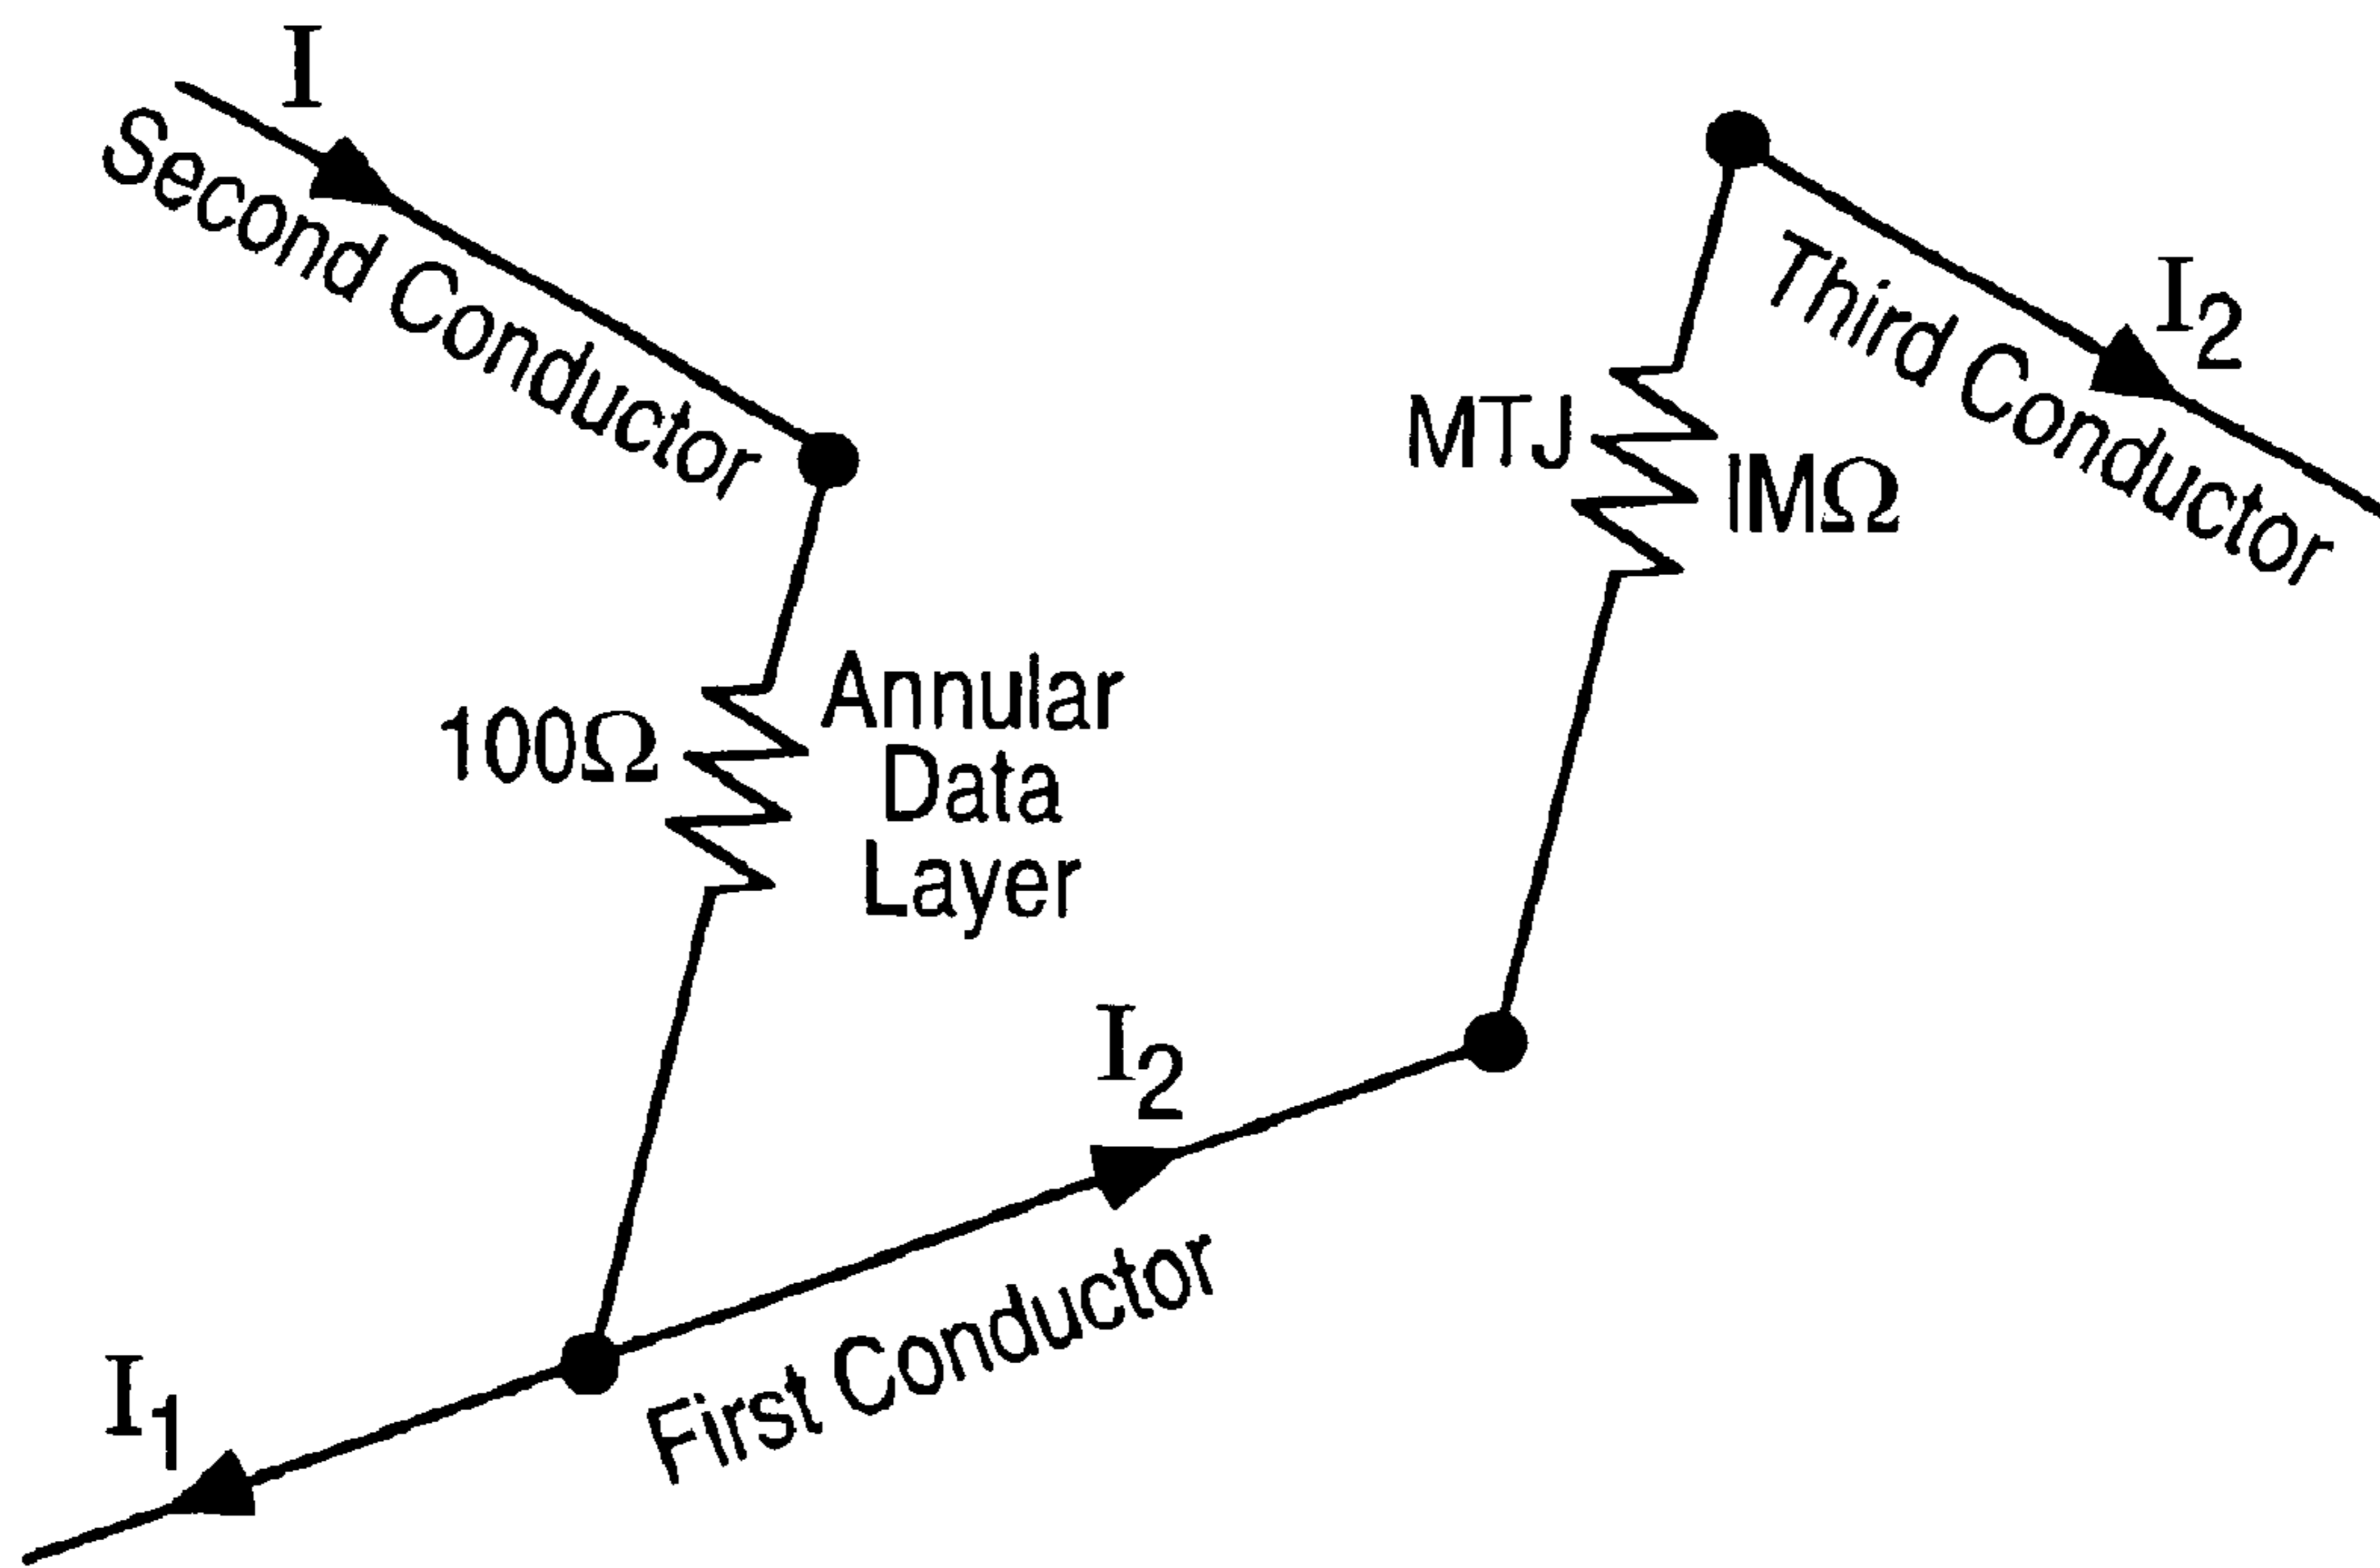 I
Second Conductor
I₂
Third Conductor
MTJ
IMΩ
100Ω
Annular
Data
Layer
I₂
First Conductor
I₁